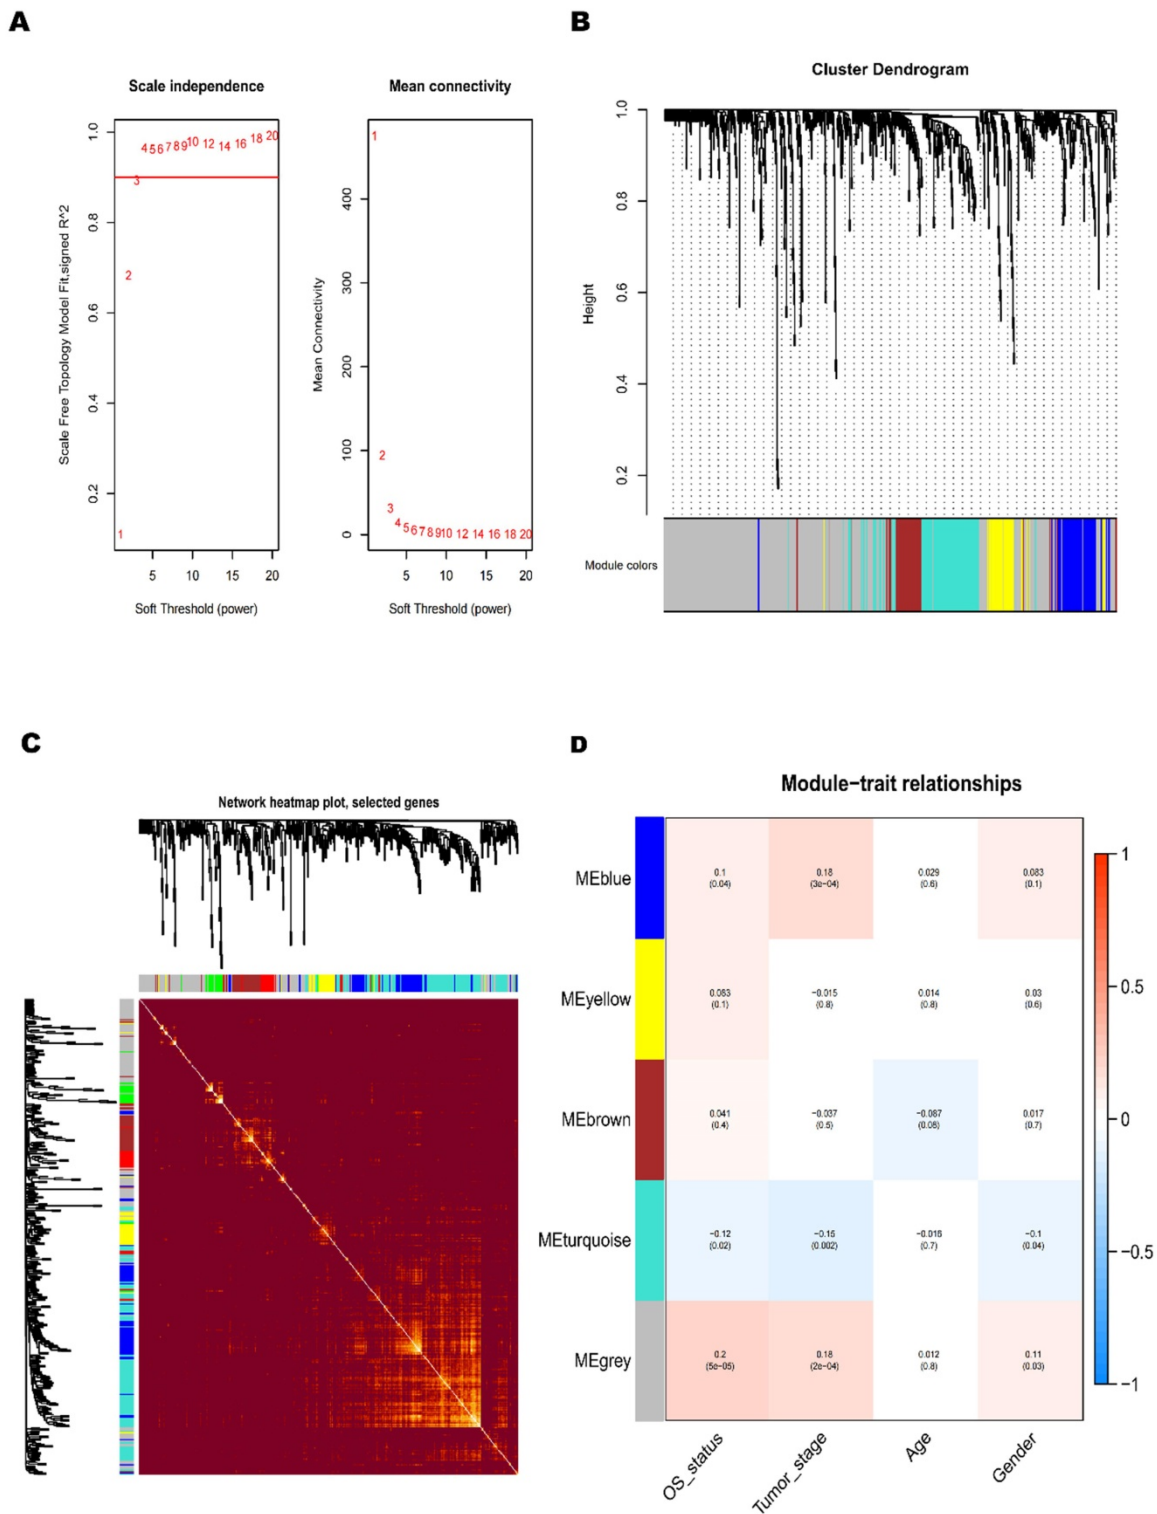 A
B
Scale independence
Mean connectivity
Cluster Dendrogram
Scale Free Topology Model Fit,signed R^2
0.2
0.4
0.6
0.8
1.0
1
2
3
4 5 6 7 8 9 10 12 14 16 18 20
5 10 15 20
Soft Threshold (power)
Mean Connectivity
0
100
200
300
400
1
2
3
4 5 6 7 8 9 10 12 14 16 18 20
5 10 15 20
Soft Threshold (power)
Height
1.0
0.8
0.6
0.4
0.2
Module colors
C
D
Network heatmap plot, selected genes
Module−trait relationships
MEblue
0.1 0.18 0.029 0.083
(0.04) (3e−04) (0.6) (0.1)
MEyellow
−0.015 0.014 0.03
(0.1) (0.8) (0.8) (0.6)
MEbrown
0.041 −0.037 −0.087 0.017
(0.4) (0.5) (0.7)
MEturquoise
−0.12 −0.1
(0.02) (0.002) (0.7) (0.04)
MEgrey
0.2 0.18 0.012 0.11
(5e−05) (2e−04) (0.8) (0.03)
OS_status
Tumor_stage
Age
Gender
1
0.5
0
−0.5
−1